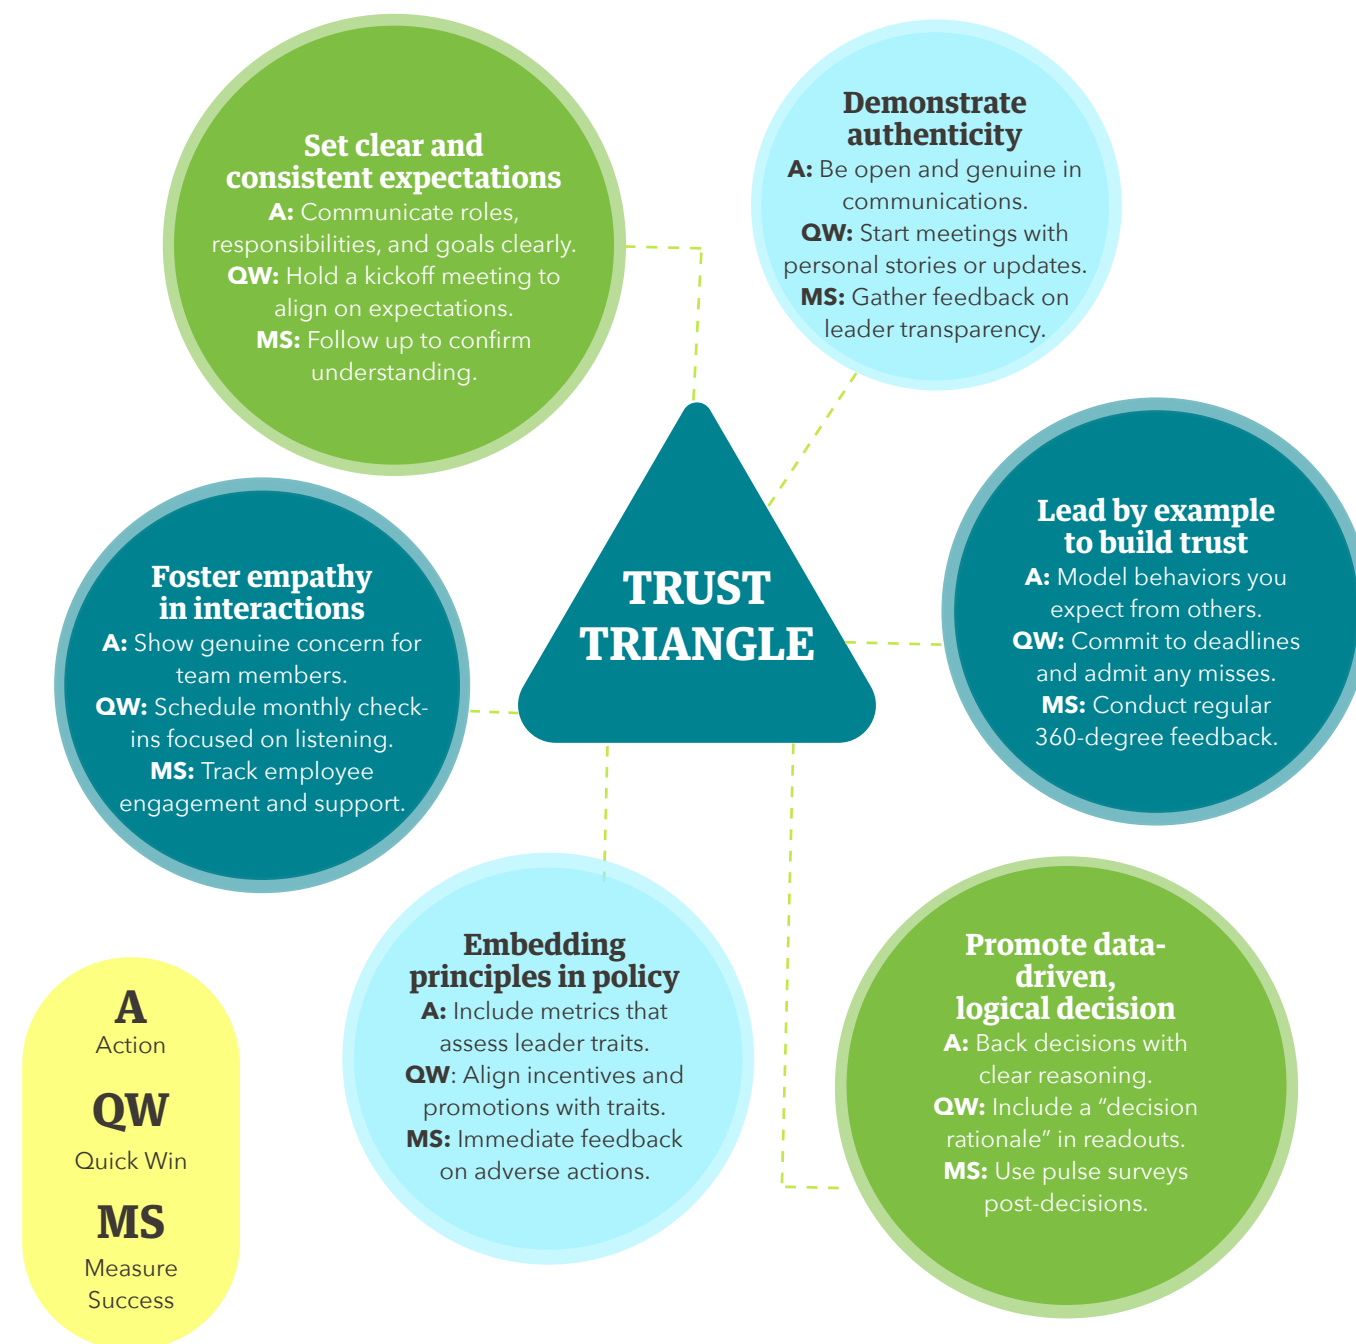 Set clear and
consistent expectations
A: Communicate roles,
responsibilities, and goals clearly.
QW: Hold a kickoff meeting to
align on expectations.
MS: Follow up to confirm
understanding.
Demonstrate
authenticity
A: Be open and genuine in
communications.
QW: Start meetings with
personal stories or updates.
MS: Gather feedback on
leader transparency.
Foster empathy
in interactions
A: Show genuine concern for
team members.
QW: Schedule monthly check-
ins focused on listening.
MS: Track employee
engagement and support.
TRUST
TRIANGLE
Lead by example
to build trust
A: Model behaviors you
expect from others.
QW: Commit to deadlines
and admit any misses.
MS: Conduct regular
360-degree feedback.
Embedding
principles in policy
A: Include metrics that
assess leader traits.
QW: Align incentives and
promotions with traits.
MS: Immediate feedback
on adverse actions.
Promote data-
driven,
logical decision
A: Back decisions with
clear reasoning.
QW: Include a “decision
rationale” in readouts.
MS: Use pulse surveys
post-decisions.
A
Action
QW
Quick Win
MS
Measure
Success